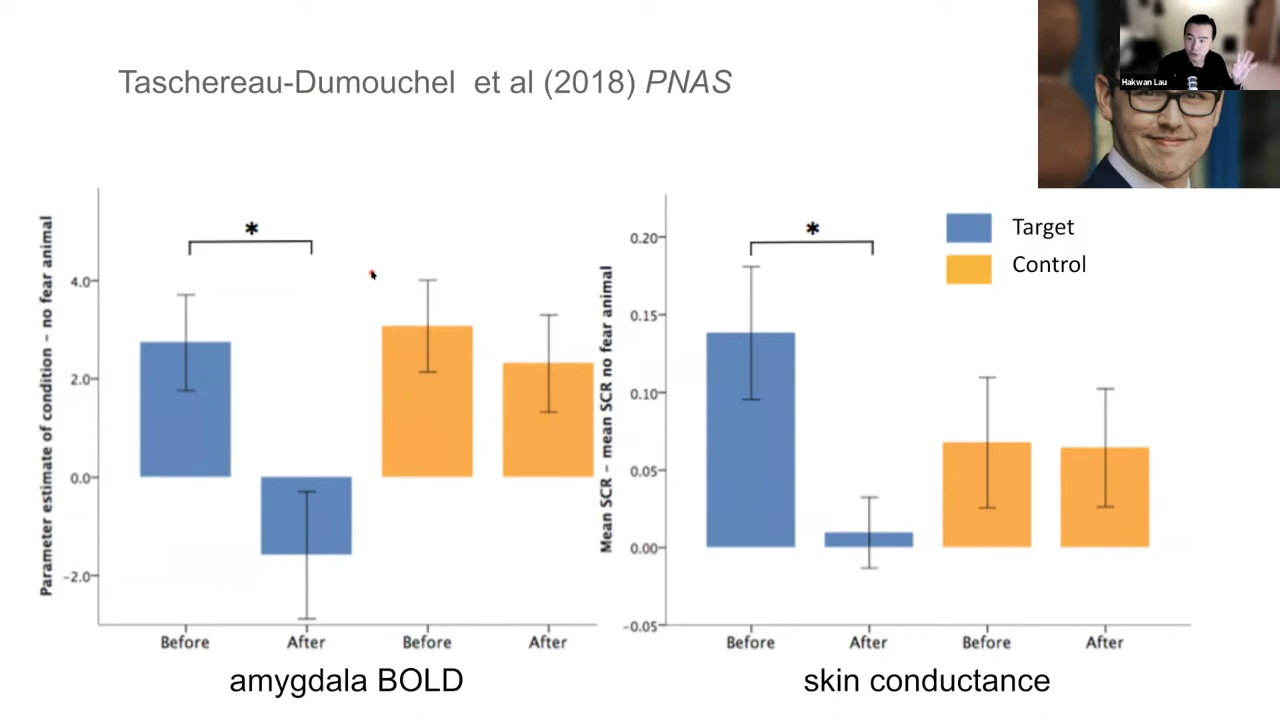 Taschereau-Dumouchel et al (2018) PNAS
Hakwan Lau
Parameter estimate of condition – no fear animal
4.0
2.0
0.0
-2.0
*
Before
After
Before
After
amygdala BOLD
Mean SCR – mean SCR no fear animal
0.20
0.15
0.10
0.05
0.00
-0.05
*
Target
Control
Before
After
Before
After
skin conductance